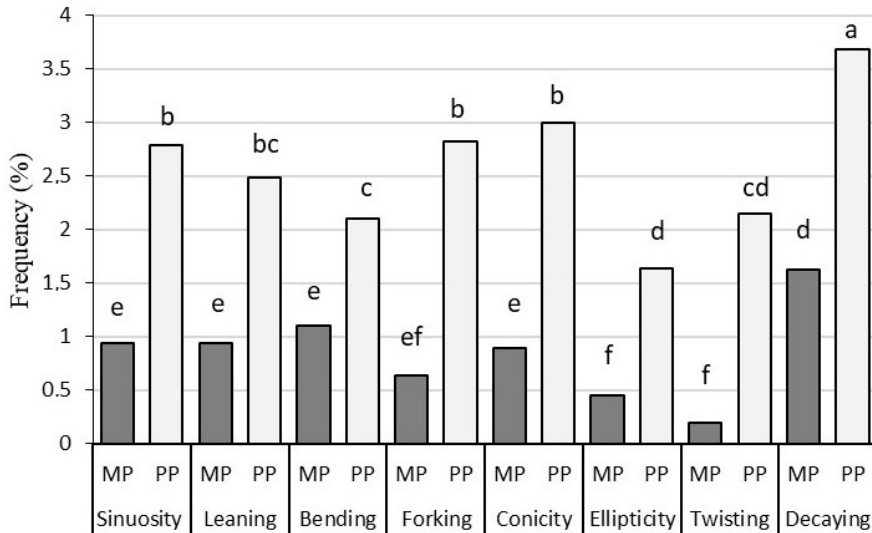 Frequency (%)
4
3.5
3
2,5
2
1.5
1
0.5
0
e b e bc e c ef b e b f d f cd d a
MP PP MP PP MP PP MP PP MP PP MP PP MP PP MP PP
Sinuosity Leaning Bending Forking Conicity Ellipticity Twisting Decaying